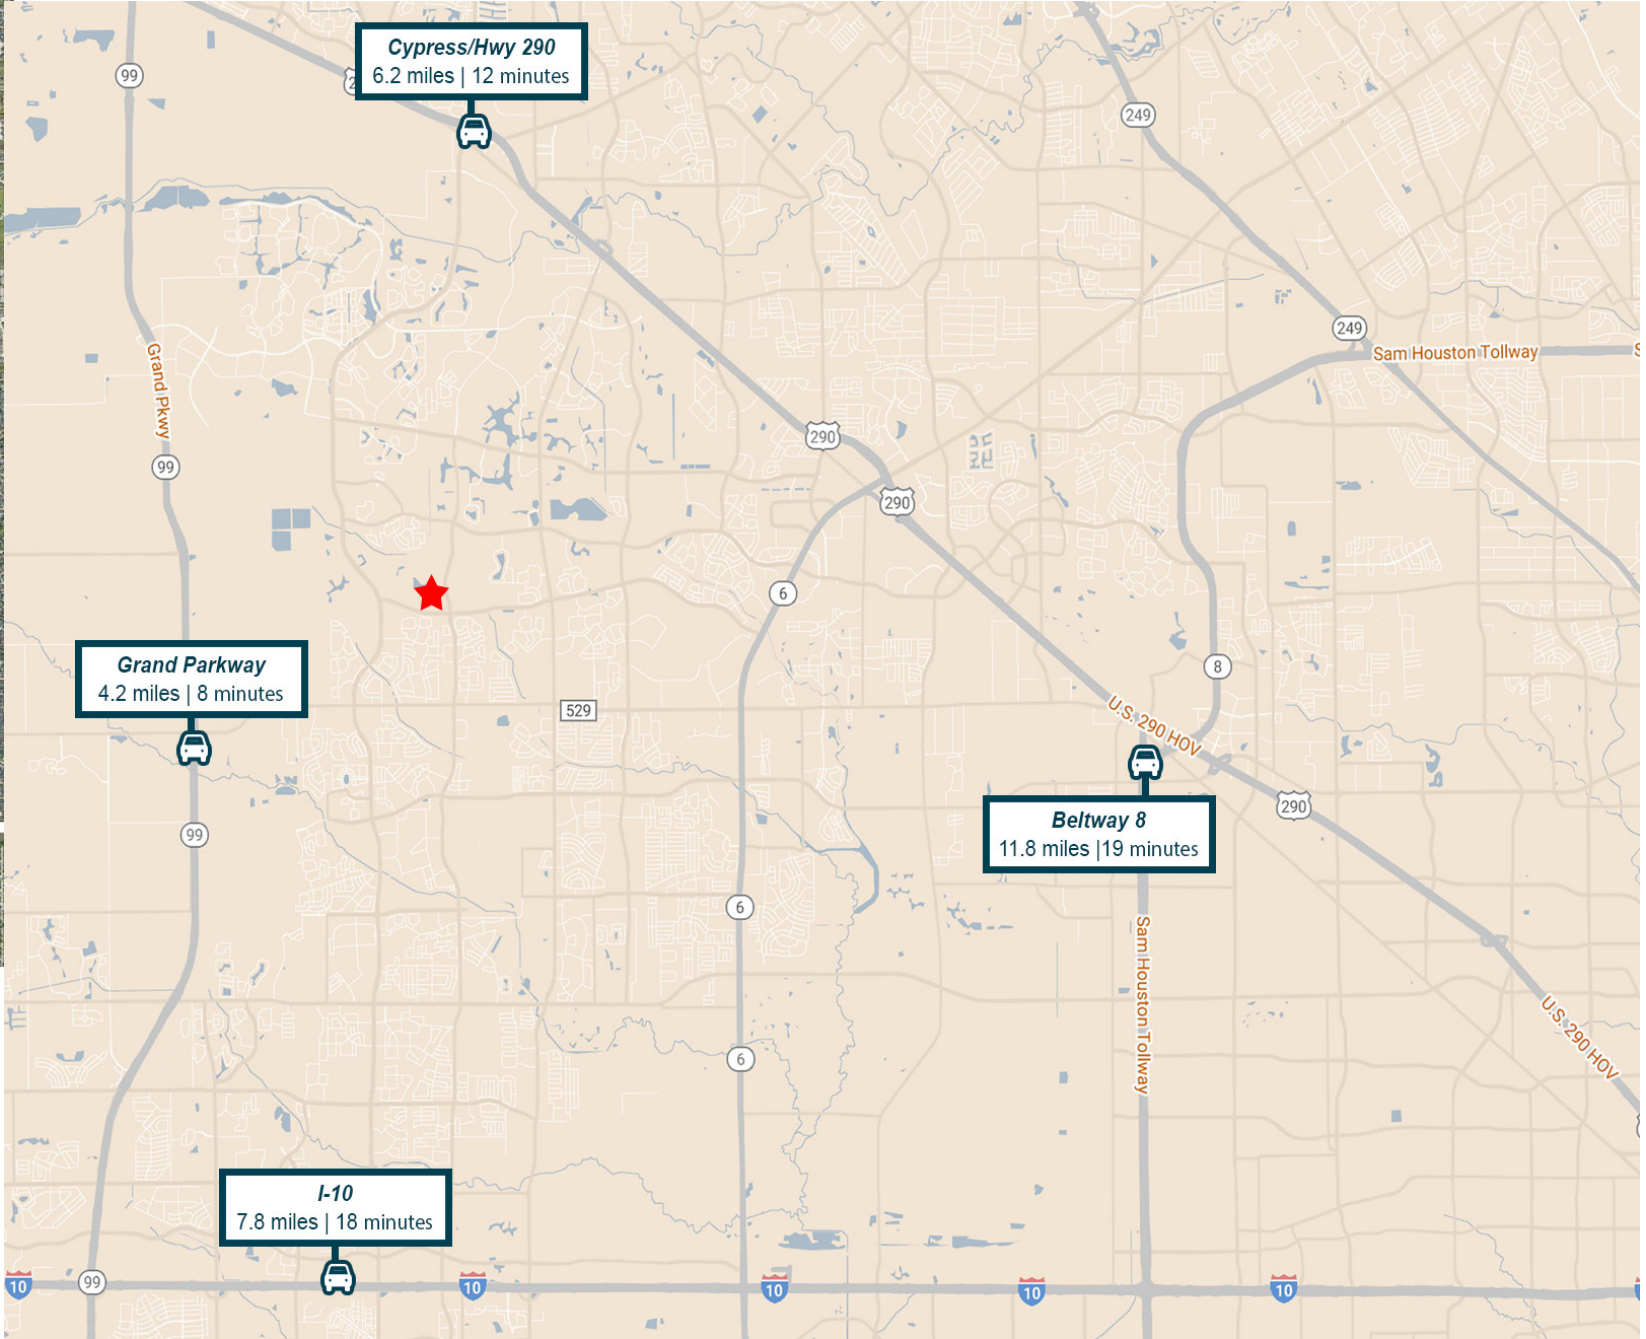 Cypress/Hwy 290
6.2 miles | 12 minutes
99
249
249
Sam Houston Tollway
Grand Pkwy
290
99
290
6
Grand Parkway
4.2 miles | 8 minutes
8
529
U.S. 290 HOV
290
Beltway 8
11.8 miles |19 minutes
99
6
Sam Houston Tollway
U.S. 290 HOV
6
I-10
7.8 miles | 18 minutes
10
99
10
10
10
10